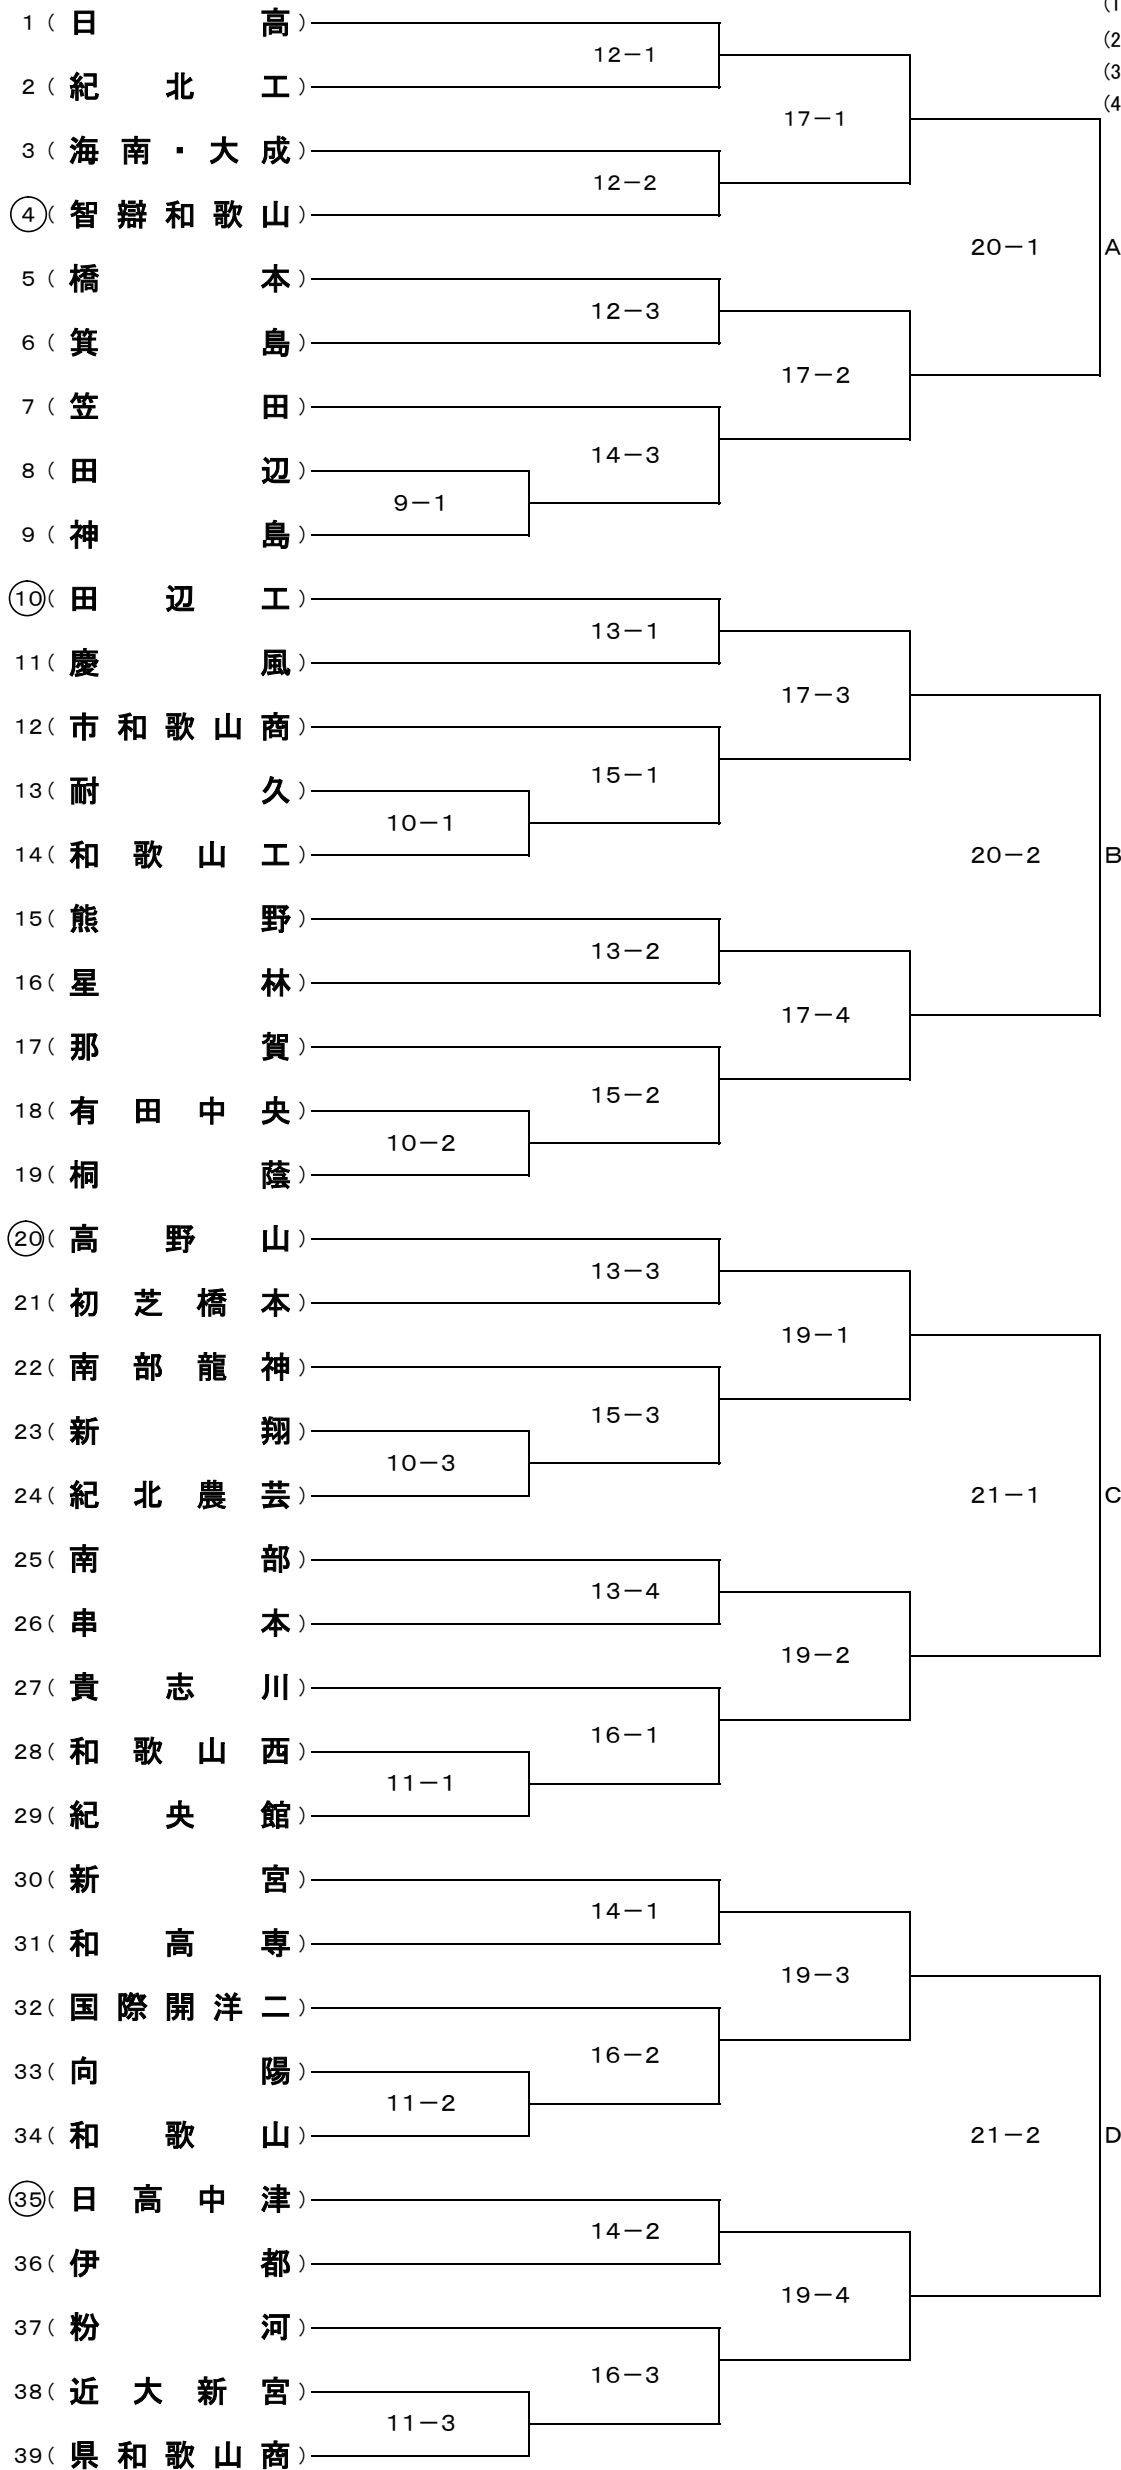 1 ( 日 高 ) (1
12－1 (2
2 ( 紀 北 工 ) (3
17－1 (4
3 ( 海 南 ・ 大 成 )
12－2
④( 智 辯 和 歌 山 )
20－1 A
5 ( 橋 本 )
12－3
6 ( 箕 島 )
17－2
7 ( 笠 田 )
14－3
8 ( 田 辺 )
9－1
9 ( 神 島 )
⑩( 田 辺 工 )
13－1
11( 慶 風 )
17－3
12( 市 和 歌 山 商 )
15－1
13( 耐 久 )
10－1
14( 和 歌 山 工 )
20－2 B
15( 熊 野 )
13－2
16( 星 林 )
17－4
17( 那 賀 )
15－2
18( 有 田 中 央 )
10－2
19( 桐 蔭 )
⑳( 高 野 山 )
13－3
21( 初 芝 橋 本 )
19－1
22( 南 部 龍 神 )
15－3
23( 新 翔 )
10－3
24( 紀 北 農 芸 )
21－1 C
25( 南 部 )
13－4
26( 串 本 )
19－2
27( 貴 志 川 )
16－1
28( 和 歌 山 西 )
11－1
29( 紀 央 館 )
30( 新 宮 )
14－1
31( 和 高 専 )
19－3
32( 国 際 開 洋 二 )
16－2
33( 向 陽 )
11－2
34( 和 歌 山 )
21－2 D
㉟( 日 高 中 津 )
14－2
36( 伊 都 )
19－4
37( 粉 河 )
16－3
38( 近 大 新 宮 )
11－3
39( 県 和 歌 山 商 )